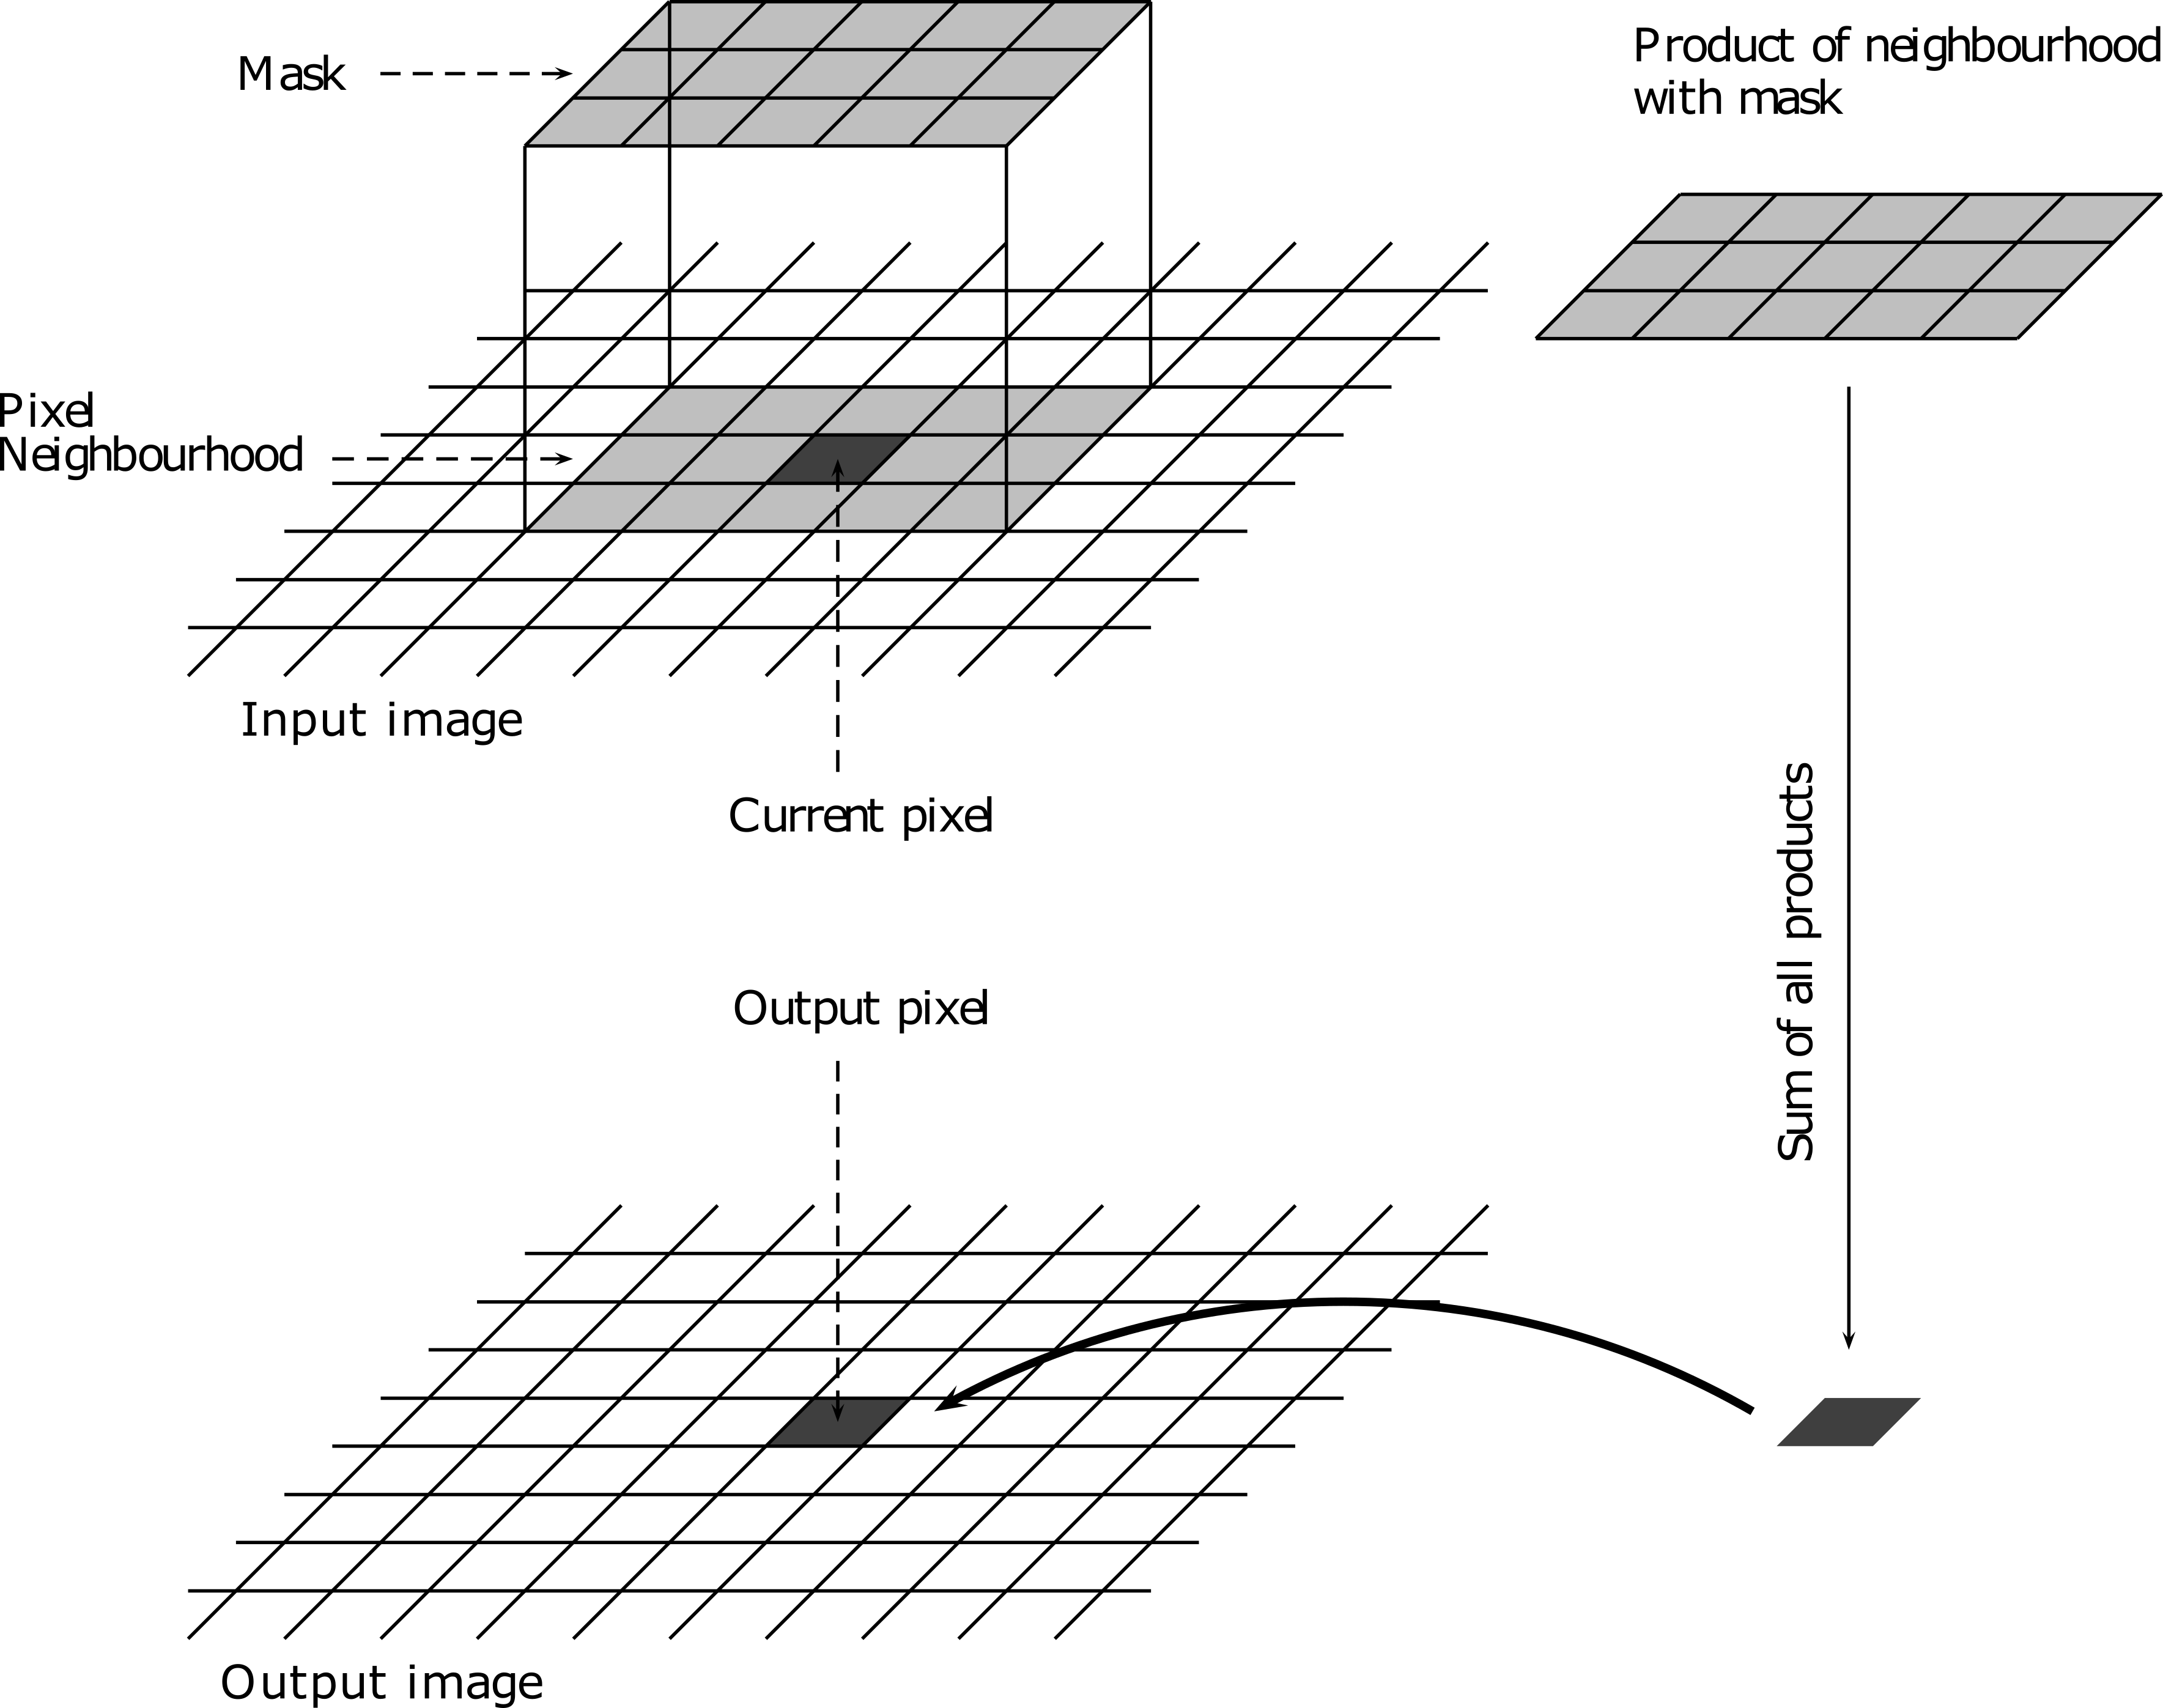 Mask
Product of neighbourhood
with mask
Pixel
Neighbourhood
Input image
Current pixel
Sum of all products
Output pixel
Output image